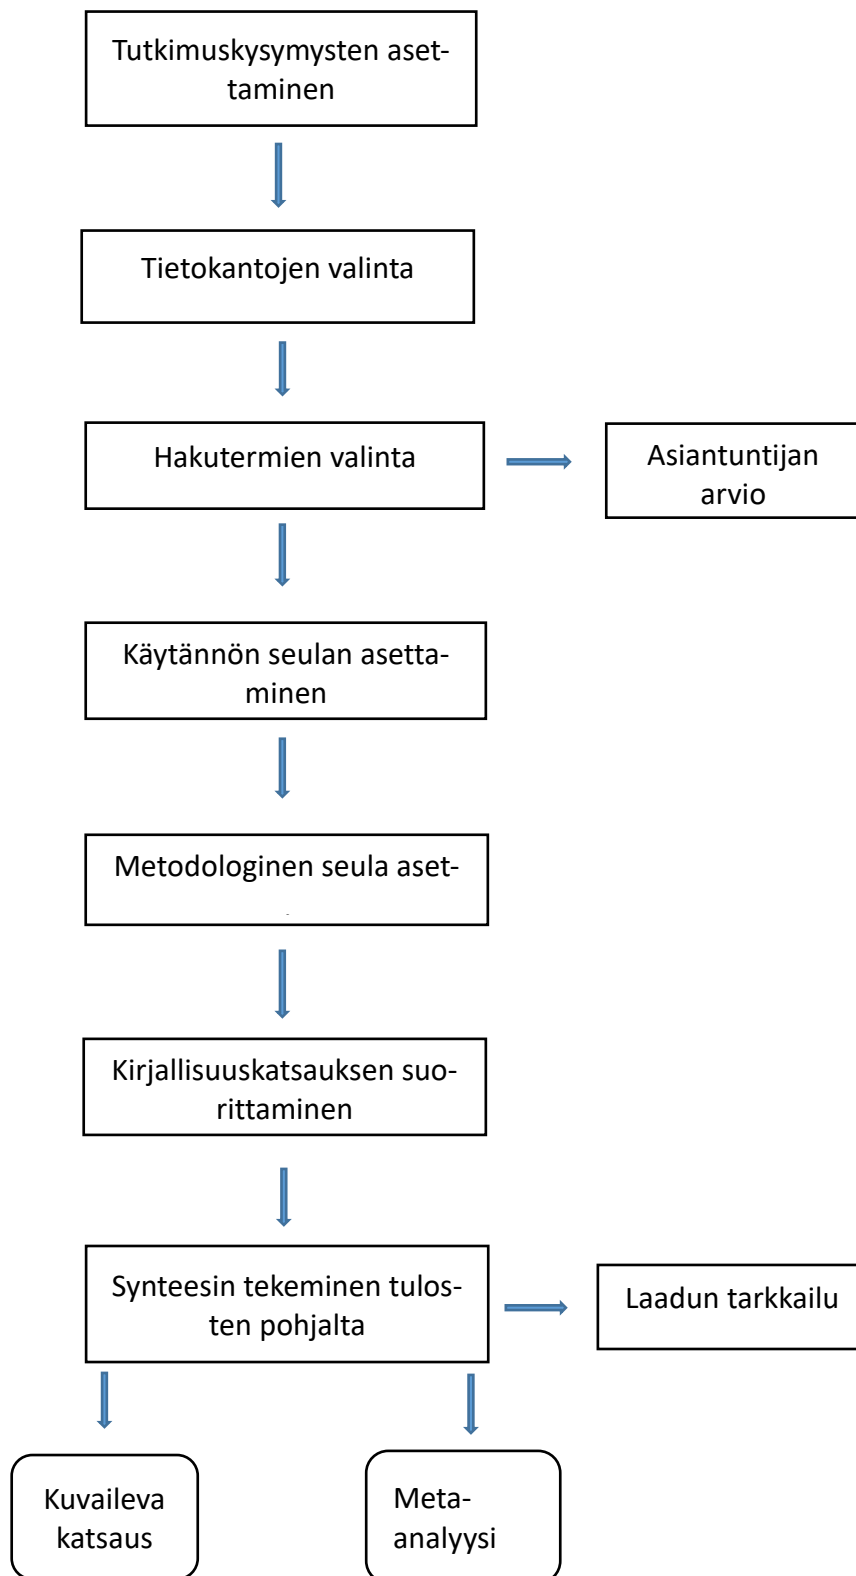 Tutkimuskysymysten aset-
taminen
Tietokantojen valinta
Hakutermien valinta
Asiantuntijan
arvio
Käytännön seulan asetta-
minen
Metodologinen seula aset-
Kirjallisuuskatsauksen suo-
rittaminen
Synteesin tekeminen tulos-
ten pohjalta
Laadun tarkkailu
Kuvaileva
katsaus
Meta-
analyysi